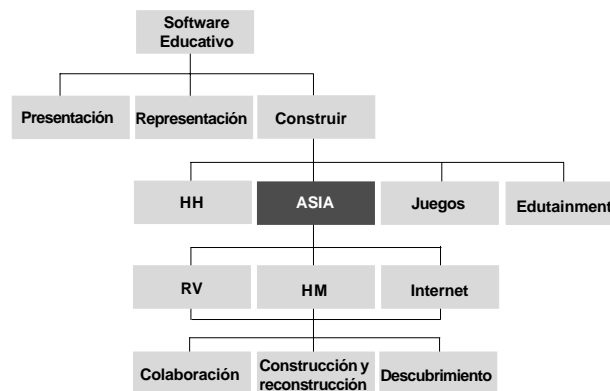 Software
Educativo
Presentación
Representación
Construir
HH
ASIA
Juegos
Edutainment
RV
HM
Internet
Colaboración
Construcción y
reconstrucción
Descubrimiento